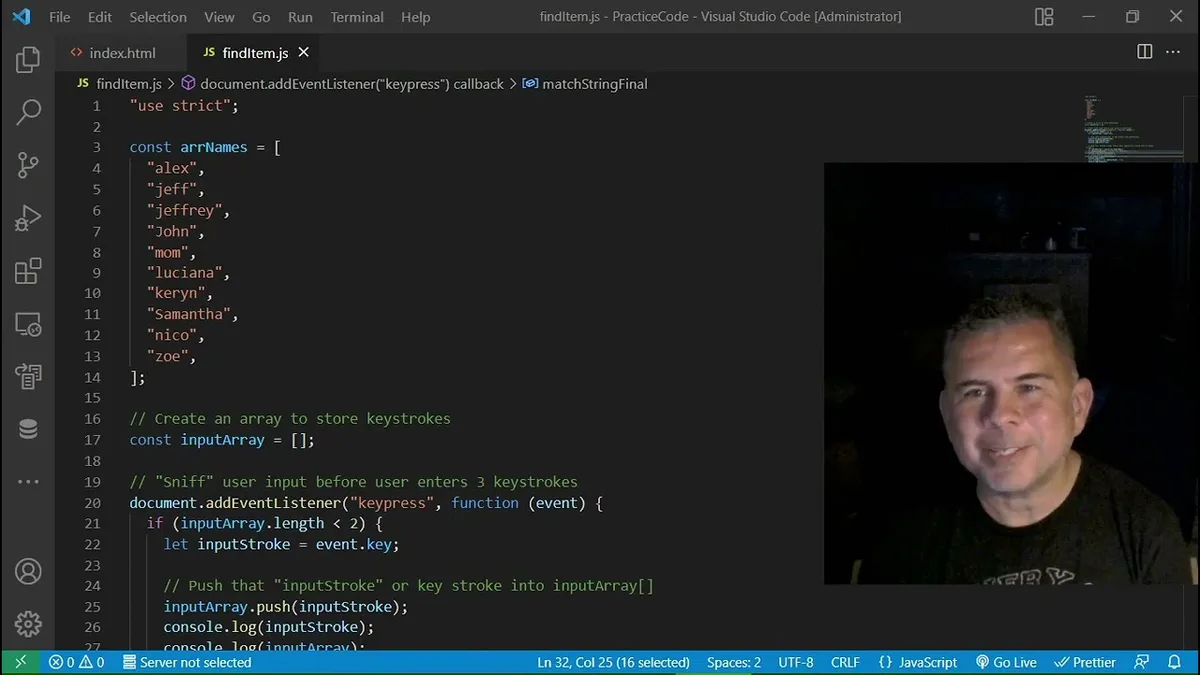 File Edit Selection View Go Run Terminal Help findItem.js - PracticeCode - Visual Studio Code [Administrator]
<> index.html JS findItem.js
JS findItem.js > document.addEventListener("keypress") callback > matchStringFinal
1 "use strict";
2
3 const arrNames = [
4 "alex",
5 "jeff",
6 "jeffrey",
7 "John",
8 "mom",
9 "luciana",
10 "keryn",
11 "Samantha",
12 "nico",
13 "zoe",
14 ];
15
16 // Create an array to store keystrokes
17 const inputArray = [];
18
19 // "Sniff" user input before user enters 3 keystrokes
20 document.addEventListener("keypress", function (event) {
21 if (inputArray.length < 2) {
22 let inputStroke = event.key;
23
24 // Push that "inputStroke" or key stroke into inputArray[]
25 inputArray.push(inputStroke);
26 console.log(inputStroke);
27 console.log(inputArray);
0 0 Server not selected Ln 32, Col 25 (16 selected) Spaces: 2 UTF-8 CRLF {} JavaScript Go Live Prettier